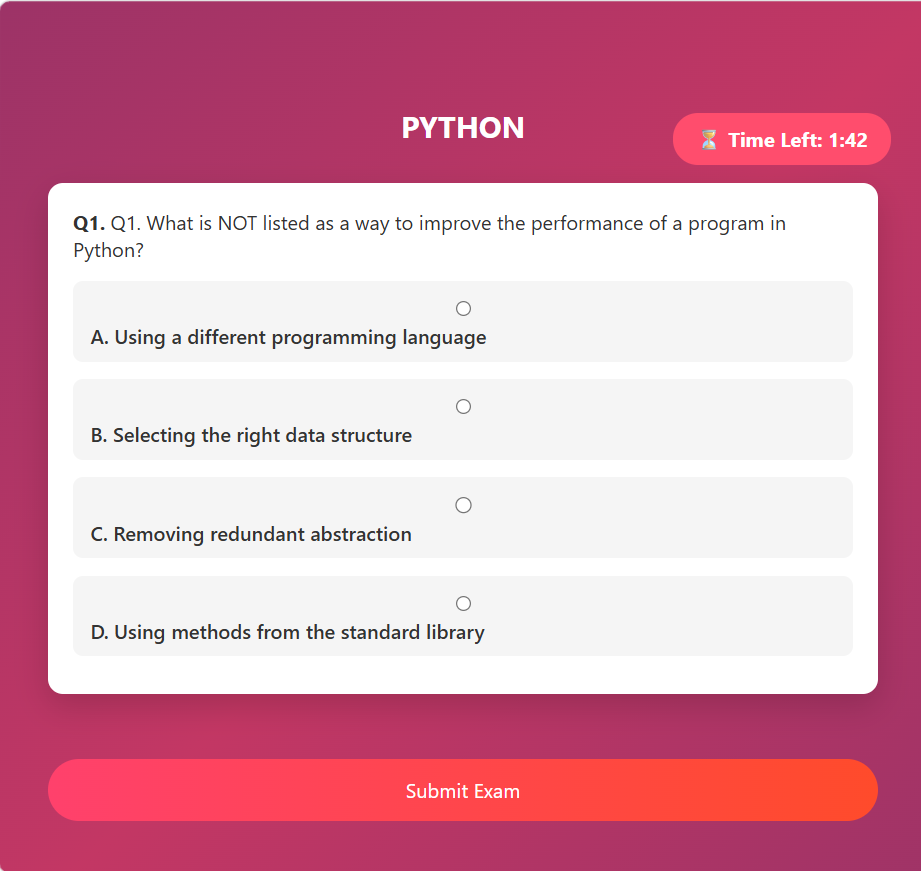 PYTHON
⏳ Time Left: 1:42
Q1. Q1. What is NOT listed as a way to improve the performance of a program in
Python?
A. Using a different programming language
B. Selecting the right data structure
C. Removing redundant abstraction
D. Using methods from the standard library
Submit Exam